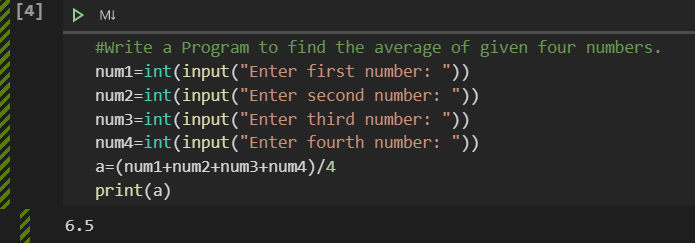 [4]
M↓
#Write a Program to find the average of given four numbers.
num1=int(input("Enter first number: "))
num2=int(input("Enter second number: "))
num3=int(input("Enter third number: "))
num4=int(input("Enter fourth number: "))
a=(num1+num2+num3+num4)/4
print(a)
6.5